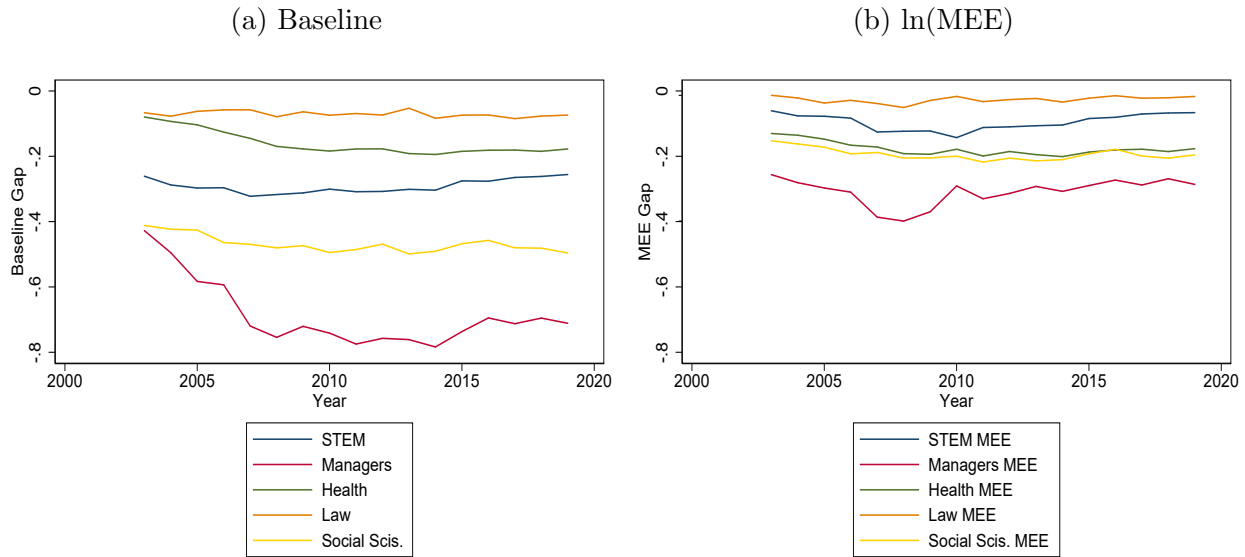 (a) Baseline
0
-.2
-.4
-.6
-.8
Baseline Gap
2000 2005 2010 2015 2020
Year
STEM
Managers
Health
Law
Social Scis.
(b) ln(MEE)
0
-.2
-.4
-.6
-.8
MEE Gap
2000 2005 2010 2015 2020
Year
STEM MEE
Managers MEE
Health MEE
Law MEE
Social Scis. MEE